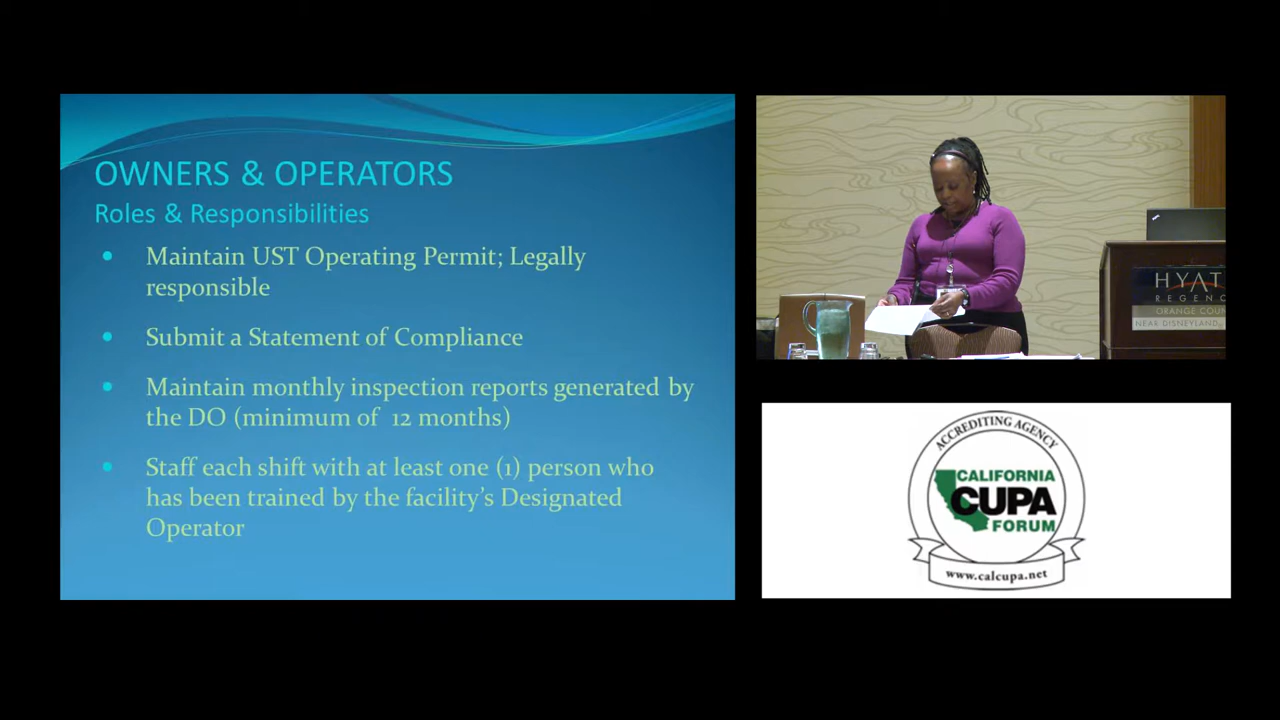 OWNERS & OPERATORS
Roles & Responsibilities
• Maintain UST Operating Permit; Legally
responsible
• Submit a Statement of Compliance
• Maintain monthly inspection reports generated by
the DO (minimum of 12 months)
• Staff each shift with at least one (1) person who
has been trained by the facility's Designated
Operator
HYAT
REGENC
ORANGE COU
NEAR DISNEYLAND
ACCREDITING AGENCY
CALIFORNIA
CUPA
FORUM
www.calcupa.net